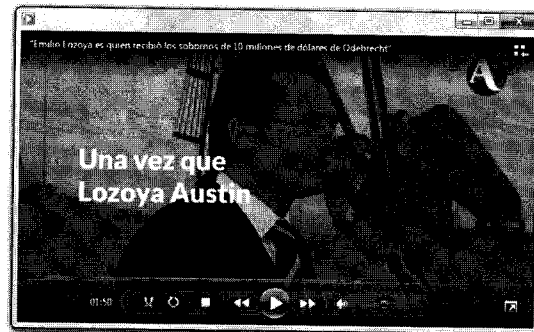 "Emilio Lozoya es quien recibió los sobornos de 10 millones de dólares de Odebrecht"
A
Una vez que
Lozoya Austin
01:50